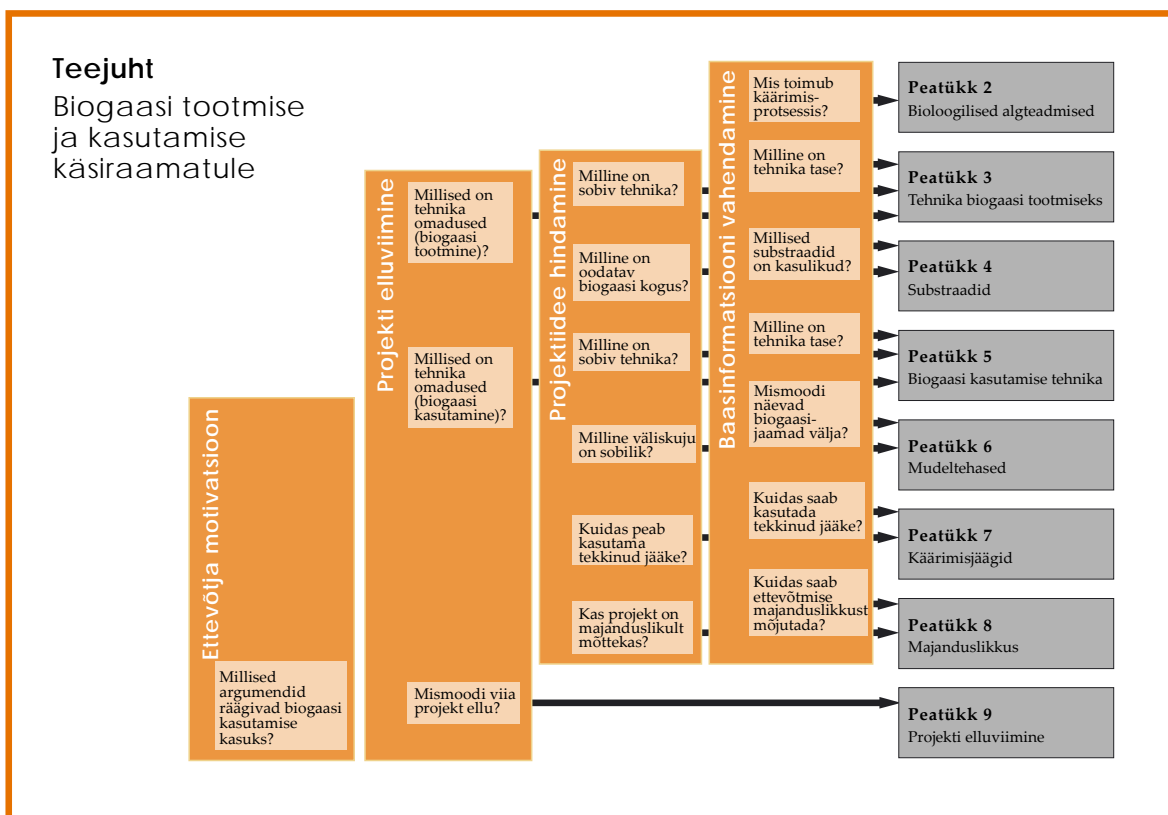 Teejuht
Biogaasi tootmise
ja kasutamise
käsiraamatule
Ettevõtja motivatsioon
Millised
argumendid
räägivad biogaasi
kasutamise
kasuks?
Projekti elluviimine
Millised on
tehnika
omadused
(biogaasi
tootmine)?
Millised on
tehnika
omadused
(biogaasi
kasutamine)?
Mismoodi viia
projekt ellu?
Projektiidee hindamine
Milline on
sobiv tehnika?
Milline on
oodatav
biogaasi kogus?
Milline on
sobiv tehnika?
Milline väliskuju
on sobilik?
Kuidas peab
kasutama
tekkinud jääke?
Kas projekt on
majanduslikult
mõttekas?
Baasinformatsiooni vahendamine
Mis toimub
käärimis-
protsessis?
Milline on
tehnika tase?
Millised
substraadid
on kasulikud?
Milline on
tehnika tase?
Mismoodi
näevad
biogaasi-
jaamad välja?
Kuidas saab
kasutada
tekkinud jääke?
Kuidas saab
ettevõtmise
majanduslikkust
mõjutada?
Peatükk 2
Bioloogilised algteadmised
Peatükk 3
Tehnika biogaasi tootmiseks
Peatükk 4
Substraadid
Peatükk 5
Biogaasi kasutamise tehnika
Peatükk 6
Mudeltehased
Peatükk 7
Käärimisjäägid
Peatükk 8
Majanduslikkus
Peatükk 9
Projekti elluviimine